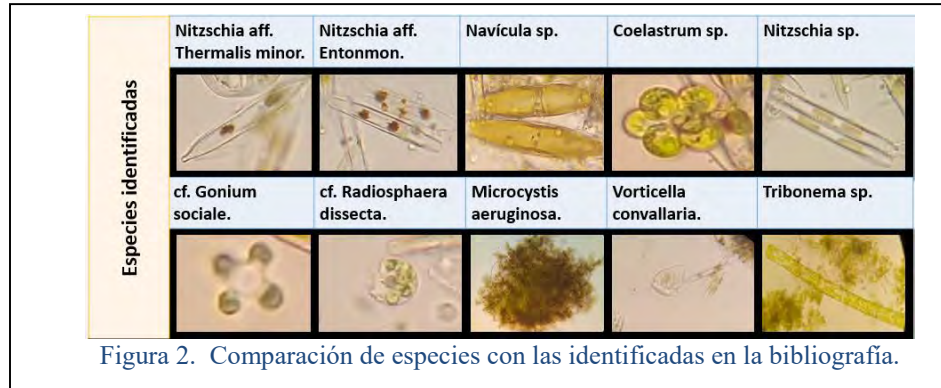 Especies identificadas
Nitzschia aff.
Thermalis minor.
Nitzschia aff.
Entonmon.
Navícula sp.
Coelastrum sp.
Nitzschia sp.
cf. Gonium
sociale.
cf. Radiosphaera
dissecta.
Microcystis
aeruginosa.
Vorticella
convallaria.
Tribonema sp.
Figura 2. Comparación de especies con las identificadas en la bibliografía.